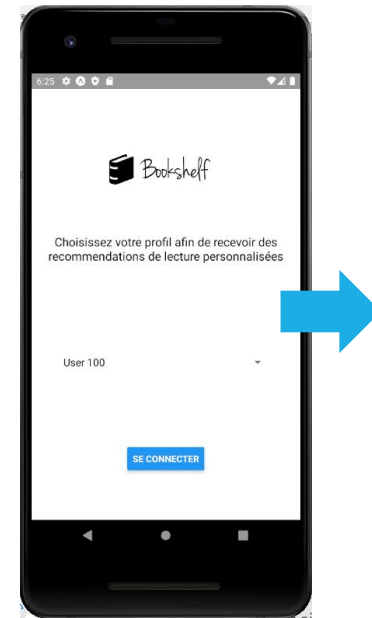 6:25
Bookshelf
Choisissez votre profil afin de recevoir des
recommendations de lecture personnalisées
User 100
SE CONNECTER